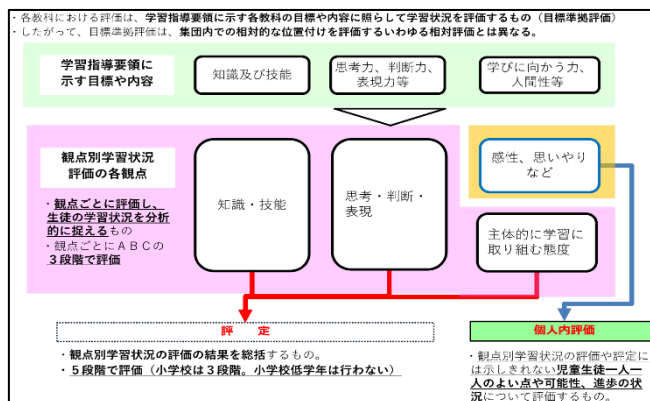 ・各教科における評価は、学習指導要領に示す各教科の目標や内容に照らして学習状況を評価するもの（目標準拠評価）
・したがって、目標準拠評価は、集団内での相対的な位置付けを評価するいわゆる相対評価とは異なる。
学習指導要領に
示す目標や内容
知識及び技能
思考力、判断力、
表現力等
学びに向かう力、
人間性等
観点別学習状況
評価の各観点
・観点ごとに評価し、
生徒の学習状況を分析
的に捉えるもの
・観点ごとにＡＢＣの
３段階で評価
知識・技能
思考・判断・
表現
感性、思いやり
など
主体的に学習に
取り組む態度
評　定
・観点別学習状況の評価の結果を総括するもの。
・５段階で評価（小学校は３段階。小学校低学年は行わない）
個人内評価
・観点別学習状況の評価や評定に
は示しきれない児童生徒一人一
人のよい点や可能性、進歩の状
況について評価するもの。